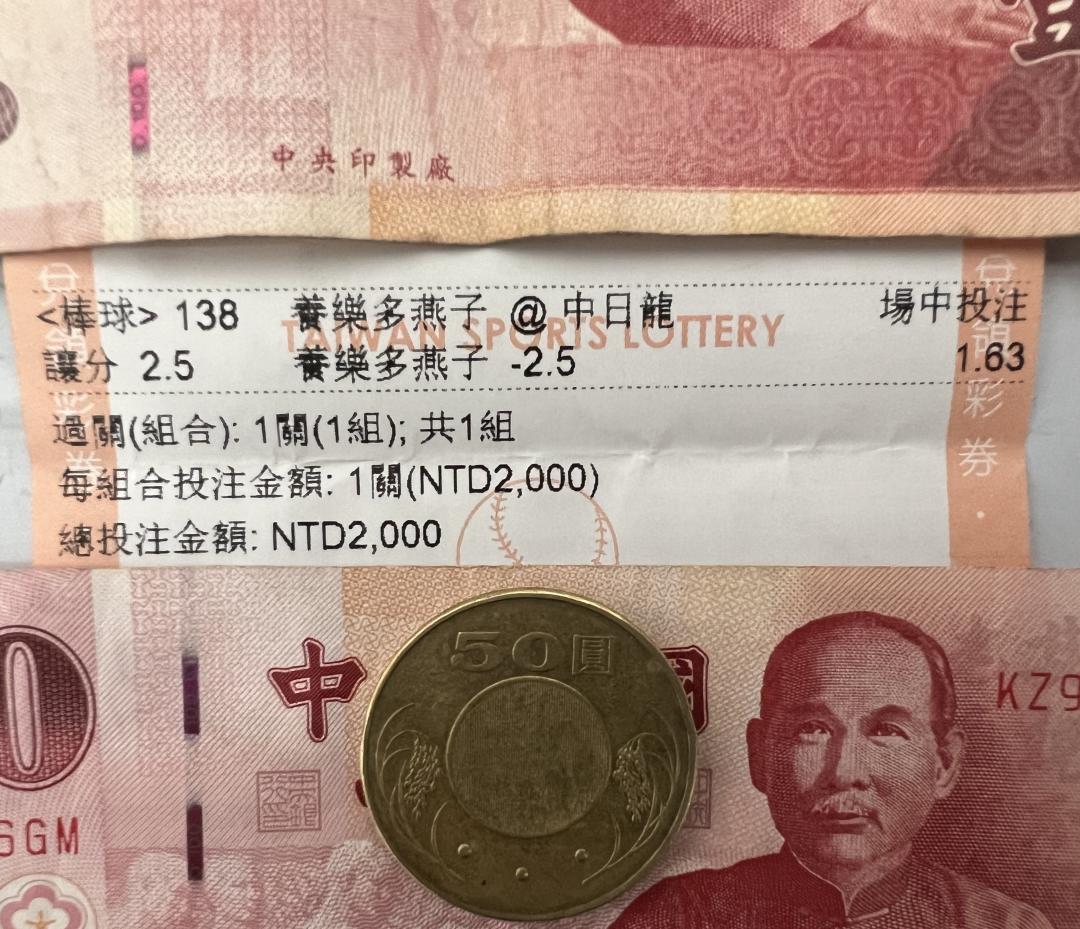 中央印製廠
TAIWAN SPORTS LOTTERY
<棒球> 138 養樂多燕子 @ 中日龍 場中投注
讓分 2.5 養樂多燕子 -2.5 1.63
過關(組合): 1關(1組); 共1組
每組合投注金額: 1關(NTD2,000)
總投注金額: NTD2,000
兌領彩券
兌領彩券
50圓
中 國
KZ9
0
SGM